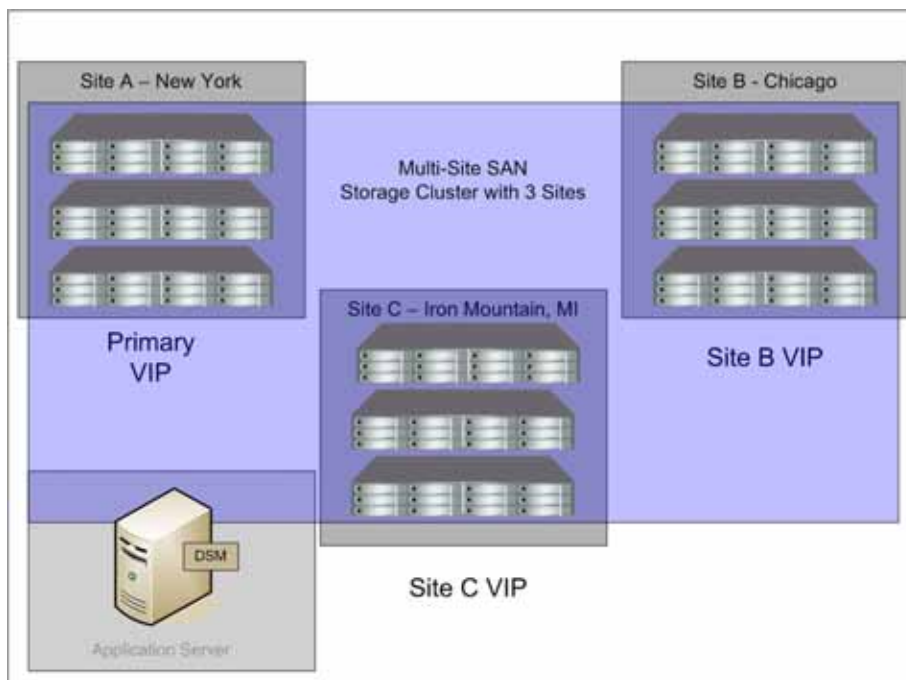 Site A – New York
Site B - Chicago
Multi-Site SAN
Storage Cluster with 3 Sites
Site C – Iron Mountain, MI
Primary
VIP
Site B VIP
DSM
Site C VIP
Application Server